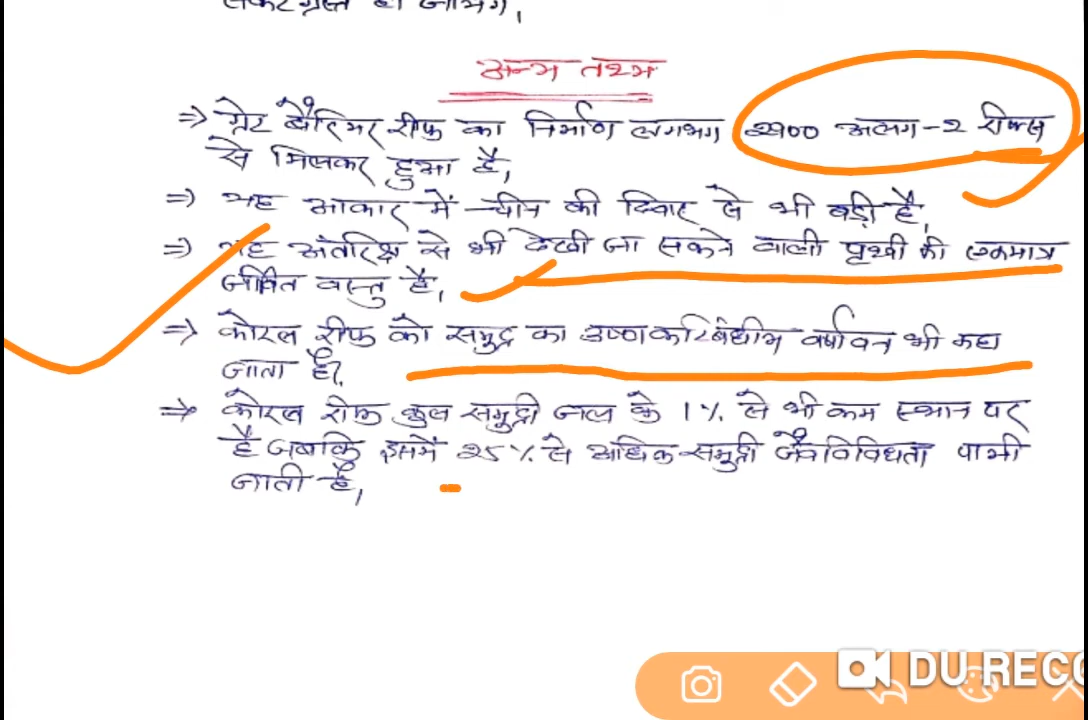 संकटग्रस्त हो जायेंगे,
अन्य तथ्य
=> ग्रेट बैरियर रीफ का निर्माण लगभग 2900 अलग-2 रीफ्स
से मिलकर हुआ है,
=> यह आकार में चीन की दिवार से भी बड़ी है,
=> यह अंतरिक्ष से भी देखी जा सकने वाली पृथ्वी की एकमात्र
जीवित वस्तु है,
=> कोरल रीफ को समुद्र का उष्णकटिबंधीय वर्षावन भी कहा
जाता है,
=> कोरल रीफ कुल समुद्री जल के 1% से भी कम स्थान पर
है जबकि इसमें 25% से अधिक समुद्री जैवविविधता पायी
जाती है,
DU RECO